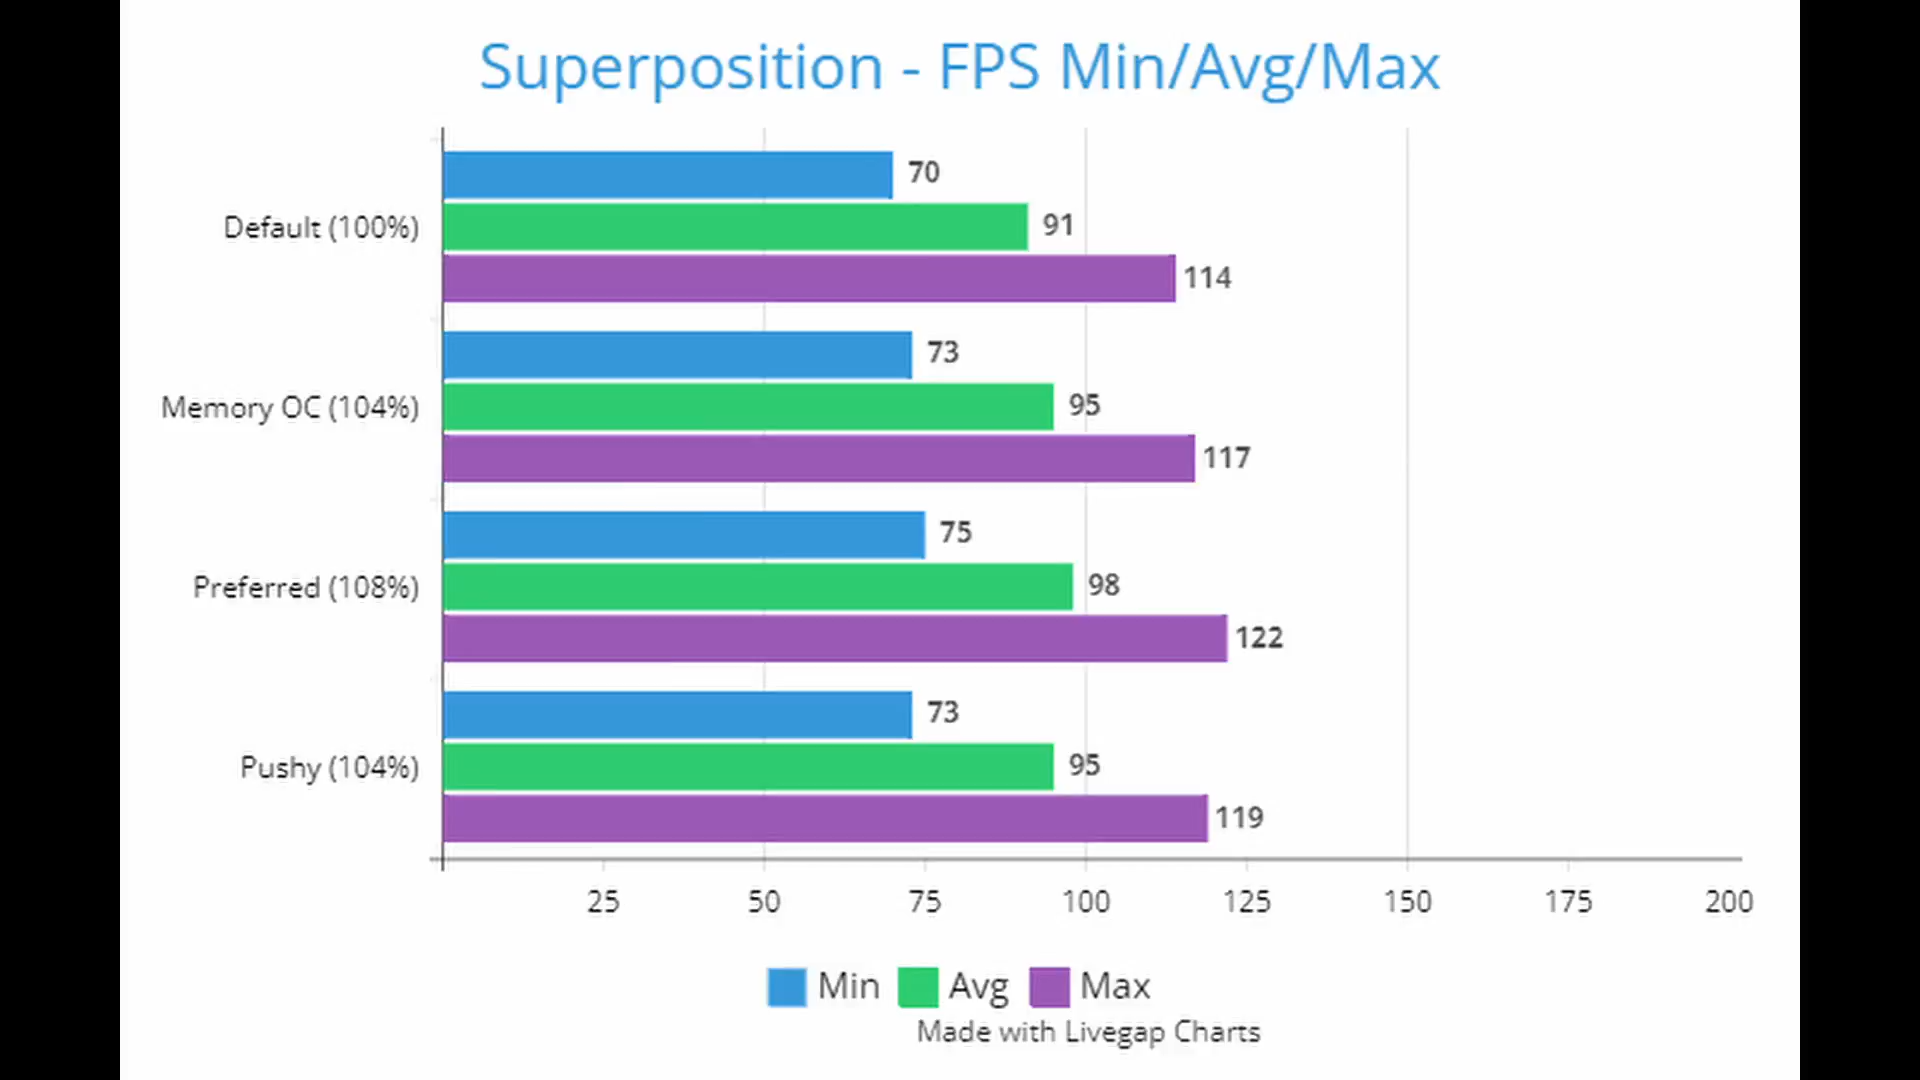 Superposition - FPS Min/Avg/Max
70
Default (100%)
91
114
73
Memory OC (104%)
95
117
75
Preferred (108%)
98
122
73
Pushy (104%)
95
119
25 50 75 100 125 150 175 200
Min Avg Max
Made with Livegap Charts